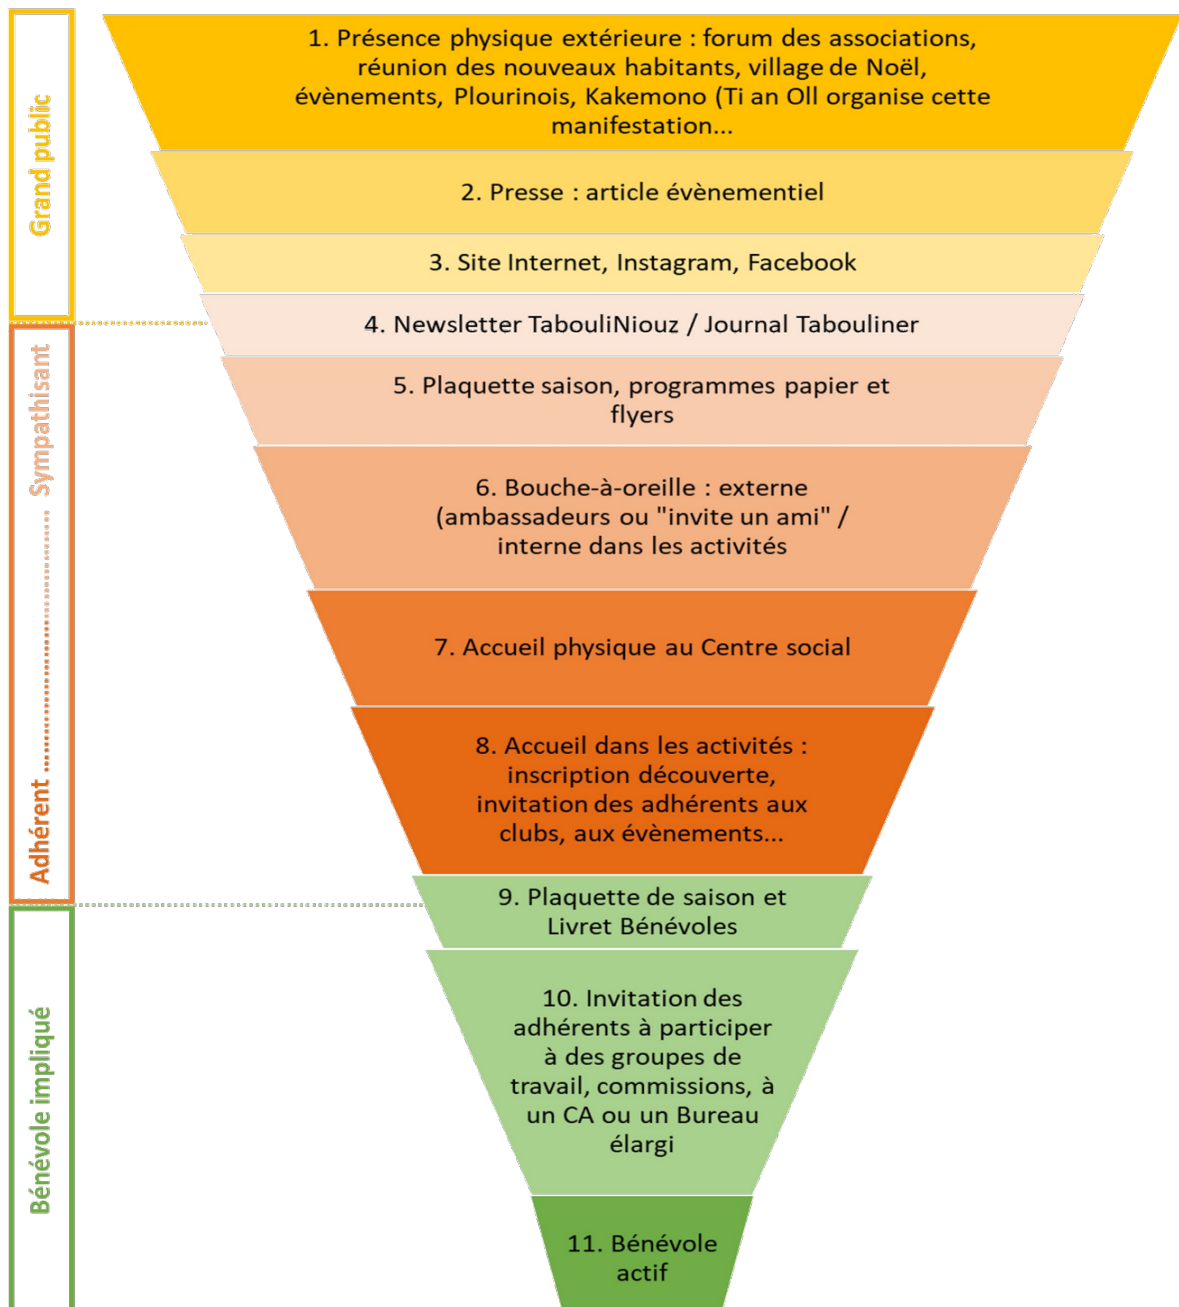 Grand public
1. Présence physique extérieure : forum des associations,
réunion des nouveaux habitants, village de Noël,
évènements, Plourinois, Kakemono (Ti an Oll organise cette
manifestation...
2. Presse : article évènementiel
3. Site Internet, Instagram, Facebook
Adhérent ........................................ Sympathisant
4. Newsletter TabouliNiouz / Journal Tabouliner
5. Plaquette saison, programmes papier et
flyers
6. Bouche-à-oreille : externe
(ambassadeurs ou "invite un ami" /
interne dans les activités
7. Accueil physique au Centre social
8. Accueil dans les activités :
inscription découverte,
invitation des adhérents aux
clubs, aux évènements...
Bénévole impliqué
9. Plaquette de saison et
Livret Bénévoles
10. Invitation des
adhérents à participer
à des groupes de
travail, commissions, à
un CA ou un Bureau
élargi
11. Bénévole
actif